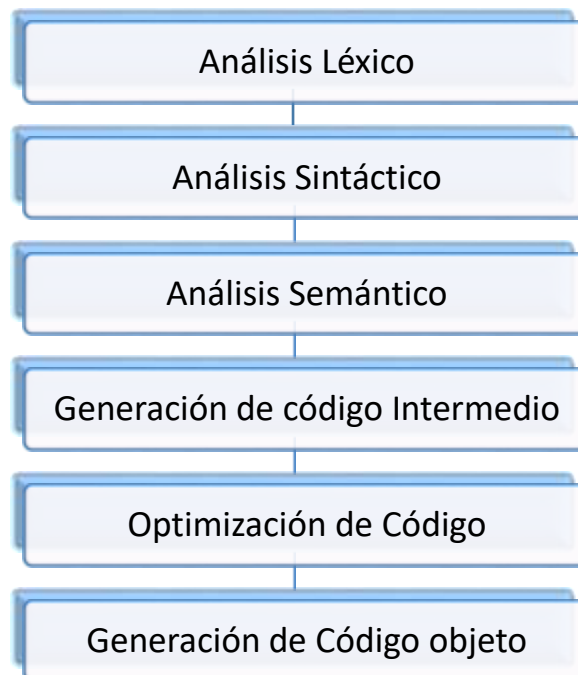 Análisis Léxico
Análisis Sintáctico
Análisis Semántico
Generación de código Intermedio
Optimización de Código
Generación de Código objeto